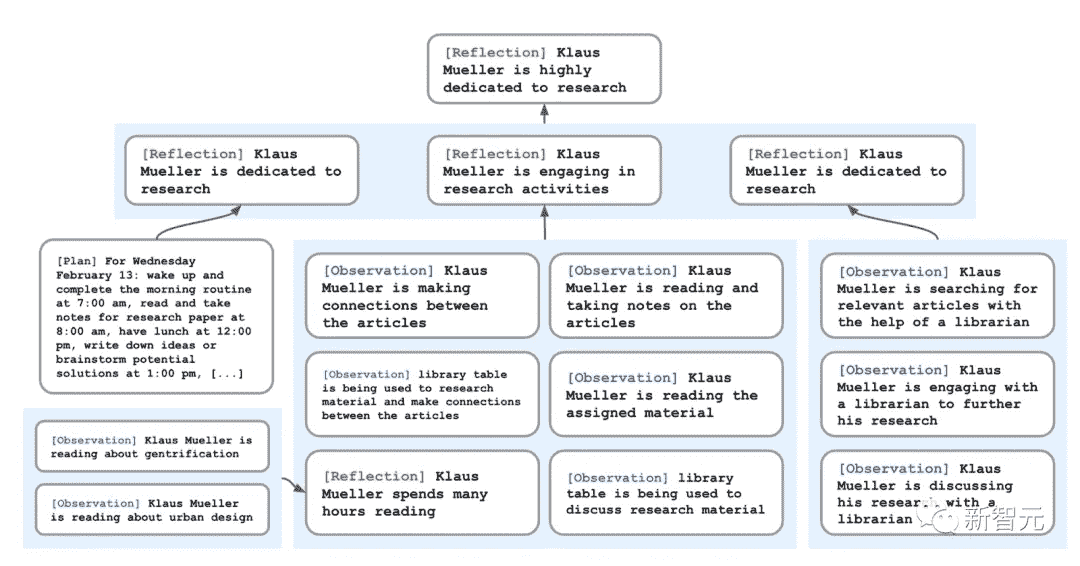 [Reflection] Klaus
Mueller is highly
dedicated to research
[Reflection] Klaus
Mueller is dedicated to
research
[Reflection] Klaus
Mueller is engaging in
research activities
[Reflection] Klaus
Mueller is dedicated to
research
[Plan] For Wednesday
February 13: wake up and
complete the morning routine
at 7:00 am, read and take
notes for research paper at
8:00 am, have lunch at 12:00
pm, write down ideas or
brainstorm potential
solutions at 1:00 pm, [...]
[Observation] Klaus Mueller is
reading about gentrification
[Observation] Klaus Mueller
is reading about urban design
[Observation] Klaus
Mueller is making
connections between
the articles
[Observation] Klaus
Mueller is reading and
taking notes on the
articles
[Observation] library table
is being used to research
material and make connections
between the articles
[Observation] Klaus
Mueller is reading the
assigned material
[Reflection] Klaus
Mueller spends many
hours reading
[Observation] library
table is being used to
discuss research material
[Observation] Klaus
Mueller is searching for
relevant articles with
the help of a librarian
[Observation] Klaus
Mueller is engaging with
a librarian to further
his research
[Observation] Klaus
Mueller is discussing
his research with a
librarian
新智元